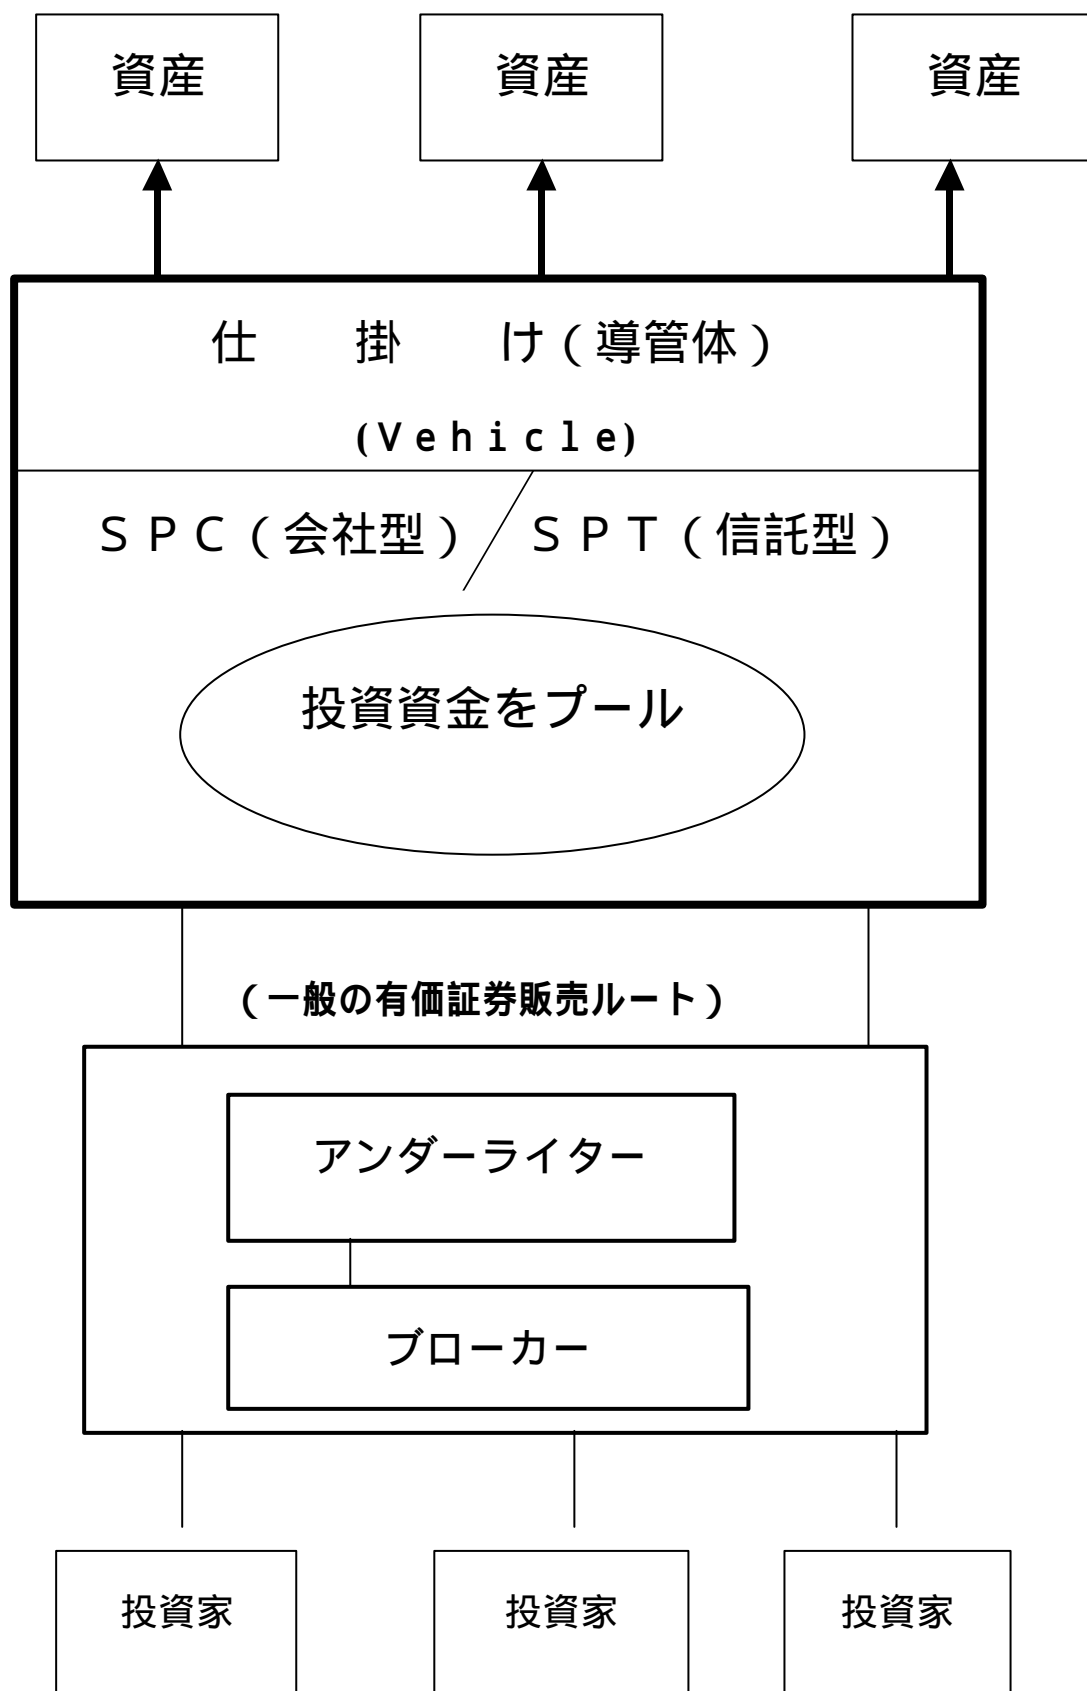 資産 資産 資産
仕 掛 け（導管体）
(Ｖｅｈｉｃｌｅ)
ＳＰＣ（会社型） ＳＰＴ（信託型）
投資資金をプール
（一般の有価証券販売ルート）
アンダーライター
ブローカー
投資家 投資家 投資家